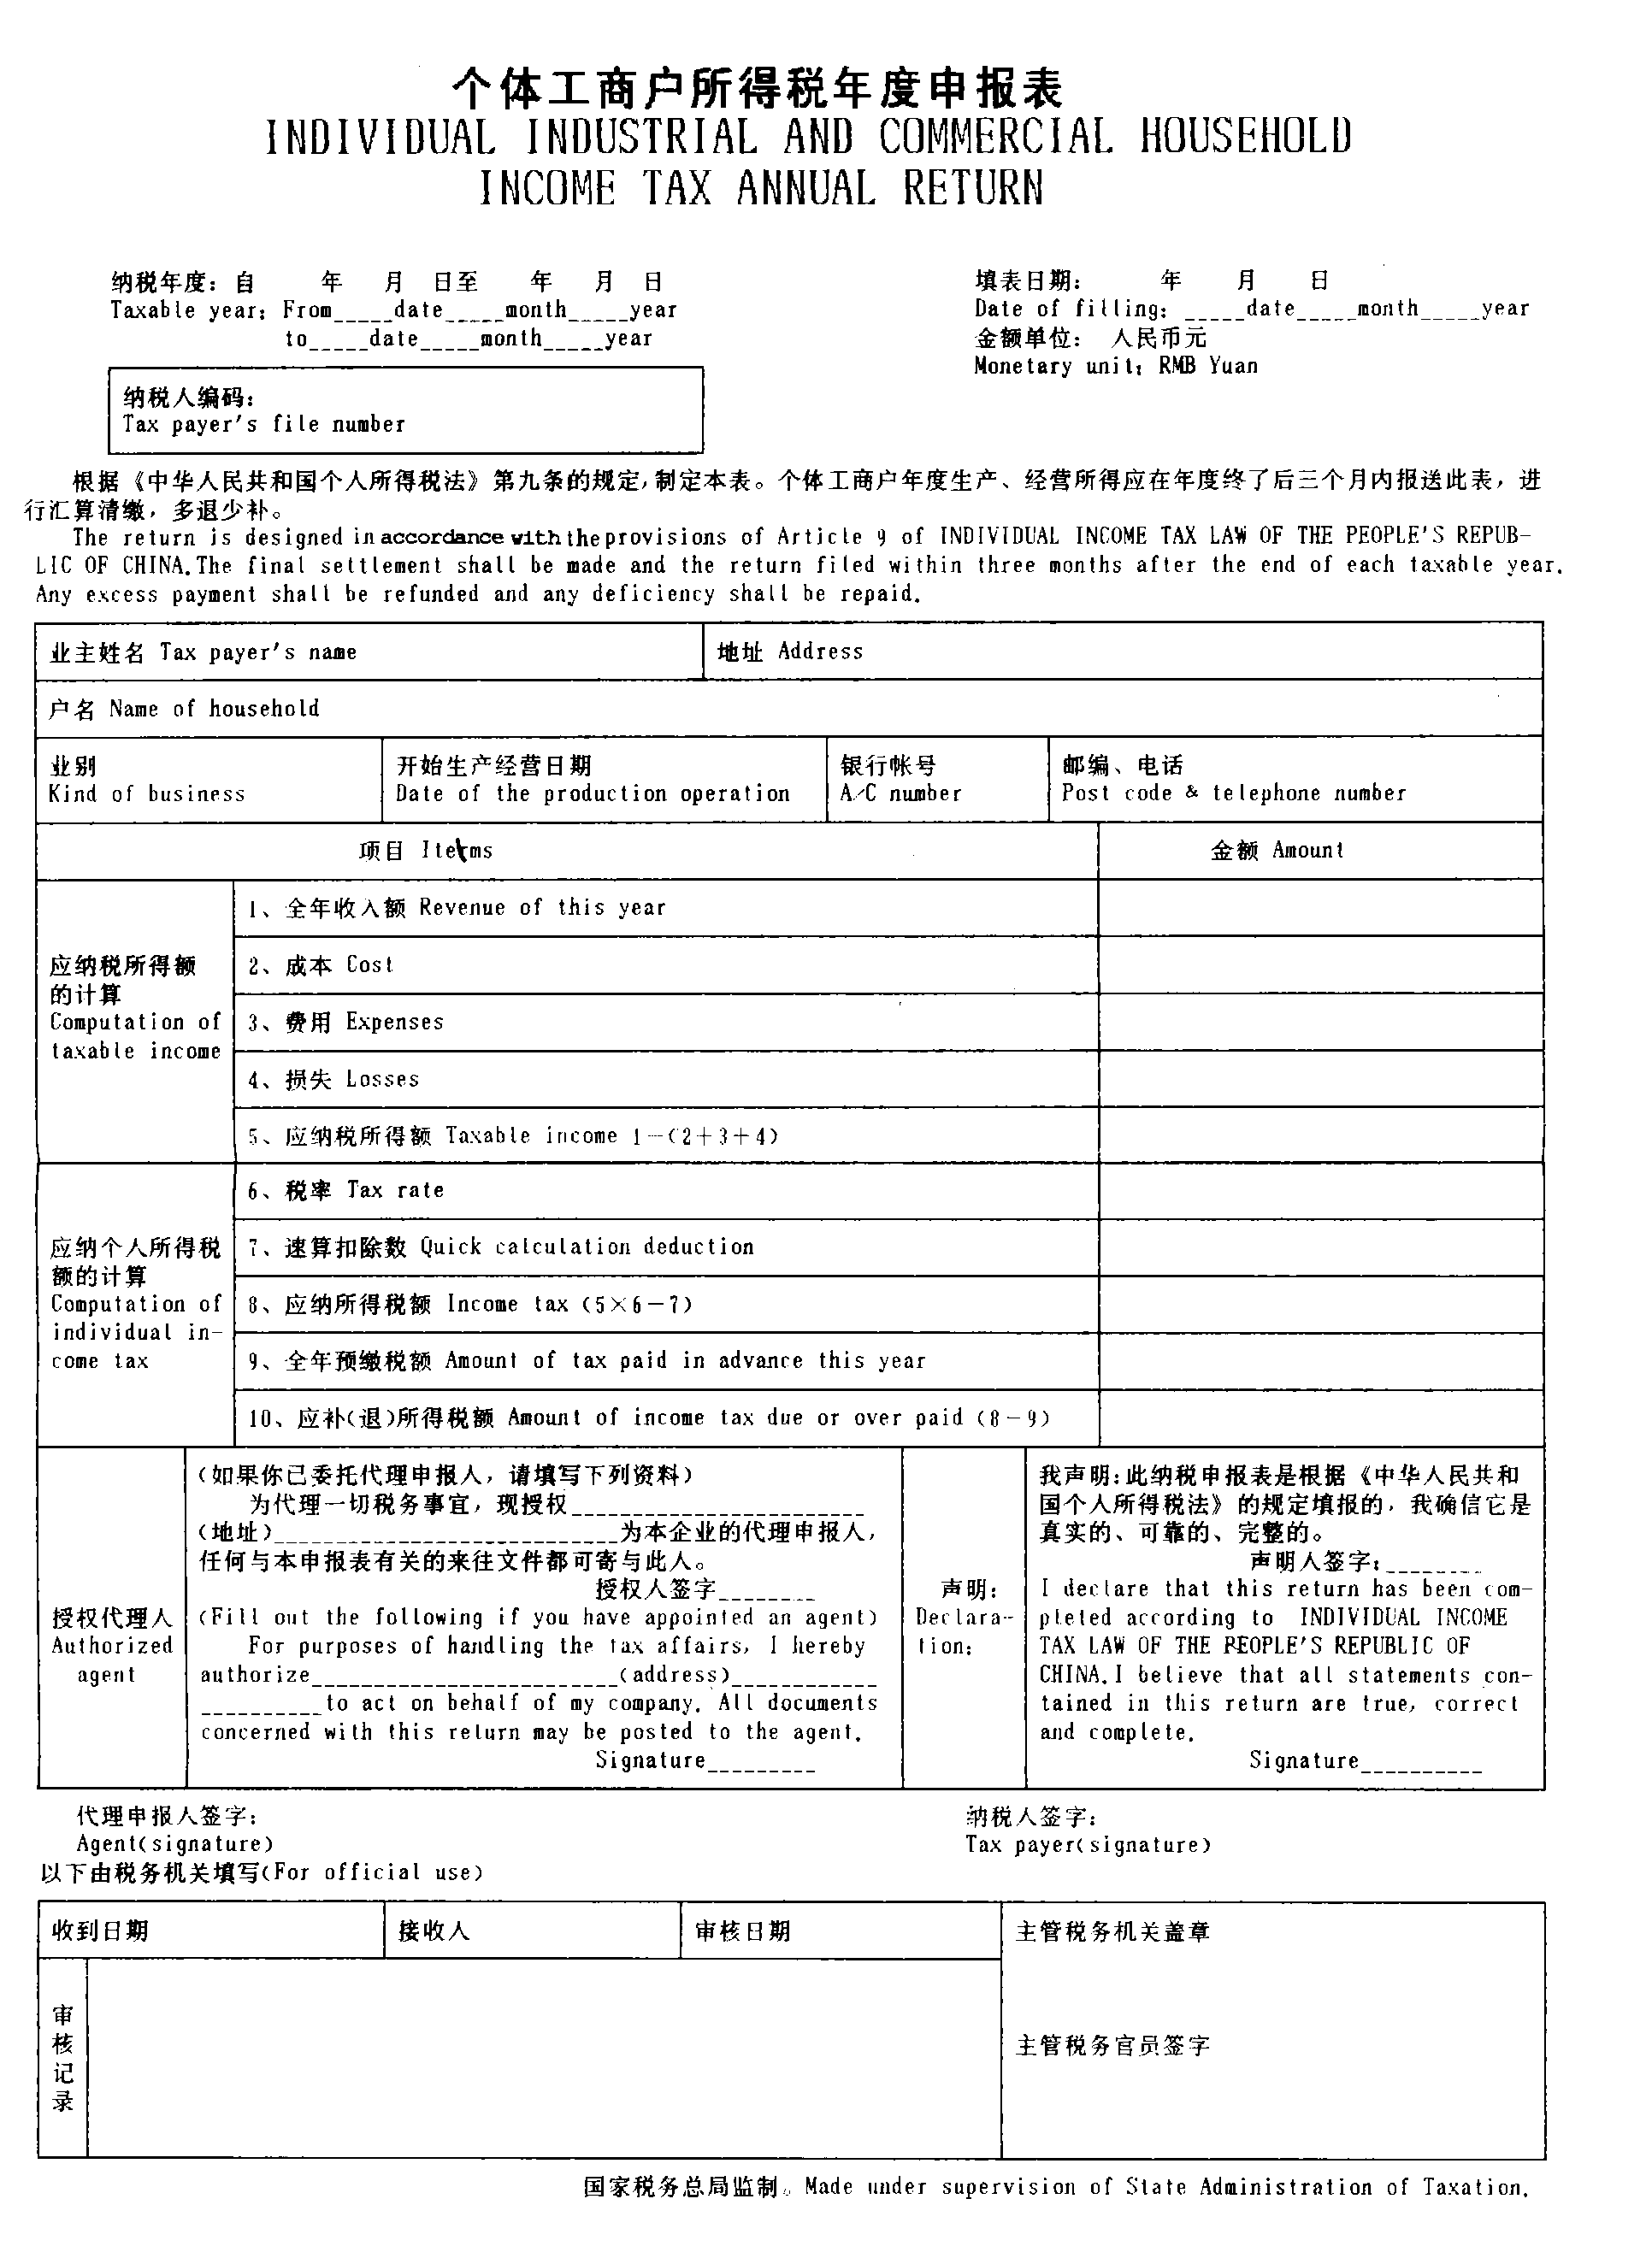 个体工商户所得税年度申报表
INDIVIDUAL INDUSTRIAL AND COMMERCIAL HOUSEHOLD
INCOME TAX ANNUAL RETURN
纳税年度：自 年 月 日至 年 月 日
Taxable year: From_____date_____month_____year
to_____date_____month_____year
填表日期： 年 月 日
Date of filling: _____date_____month_____year
金额单位： 人民币元
Monetary unit: RMB Yuan
纳税人编码：
Tax payer's file number
根据《中华人民共和国个人所得税法》第九条的规定，制定本表。个体工商户年度生产、经营所得应在年度终了后三个月内报送此表，进
行汇算清缴，多退少补。
The return is designed in accordance with the provisions of Article 9 of INDIVIDUAL INCOME TAX LAW OF THE PEOPLE'S REPUB-
LIC OF CHINA. The final settlement shall be made and the return filed within three months after the end of each taxable year.
Any excess payment shall be refunded and any deficiency shall be repaid.
业主姓名 Tax payer's name
地址 Address
户名 Name of household
业别
Kind of business
开始生产经营日期
Date of the production operation
银行帐号
A/C number
邮编、电话
Post code & telephone number
项目 Itetms
金额 Amount
应纳税所得额
的计算
Computation of
taxable income
1、全年收入额 Revenue of this year
2、成本 Cost
3、费用 Expenses
4、损失 Losses
5、应纳税所得额 Taxable income 1－(2＋3＋4)
应纳个人所得税
额的计算
Computation of
individual in-
come tax
6、税率 Tax rate
7、速算扣除数 Quick calculation deduction
8、应纳所得税额 Income tax (5×6－7)
9、全年预缴税额 Amount of tax paid in advance this year
10、应补(退)所得税额 Amount of income tax due or over paid (8－9)
授权代理人
Authorized
agent
(如果你已委托代理申报人，请填写下列资料)
为代理一切税务事宜，现授权________________________
(地址)____________________________为本企业的代理申报人，
任何与本申报表有关的来往文件都可寄与此人。
授权人签字________
(Fill out the following if you have appointed an agent)
For purposes of handling the tax affairs, I hereby
authorize_________________________(address)____________
__________to act on behalf of my company. All documents
concerned with this return may be posted to the agent.
Signature_________
声明：
Declara-
tion:
我声明：此纳税申报表是根据《中华人民共和
国个人所得税法》的规定填报的，我确信它是
真实的、可靠的、完整的。
声明人签字：________
I declare that this return has been com-
pleted according to INDIVIDUAL INCOME
TAX LAW OF THE PEOPLE'S REPUBLIC OF
CHINA. I believe that all statements con-
tained in this return are true, correct
and complete.
Signature__________
代理申报人签字：
Agent(signature)
纳税人签字：
Tax payer(signature)
以下由税务机关填写(For official use)
收到日期
接收人
审核日期
主管税务机关盖章
审
核
记
录
主管税务官员签字
国家税务总局监制。Made under supervision of State Administration of Taxation.